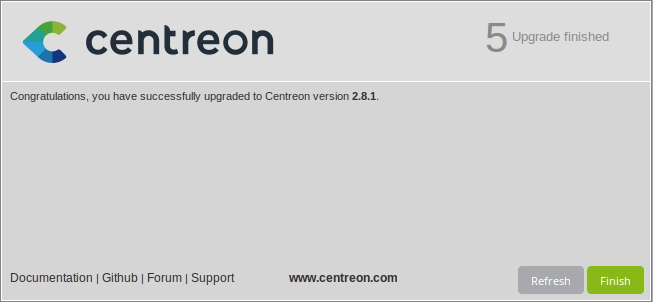 centreon
5 Upgrade finished
Congratulations, you have successfully upgraded to Centreon version 2.8.1.
Documentation | Github | Forum | Support
www.centreon.com
Refresh
Finish